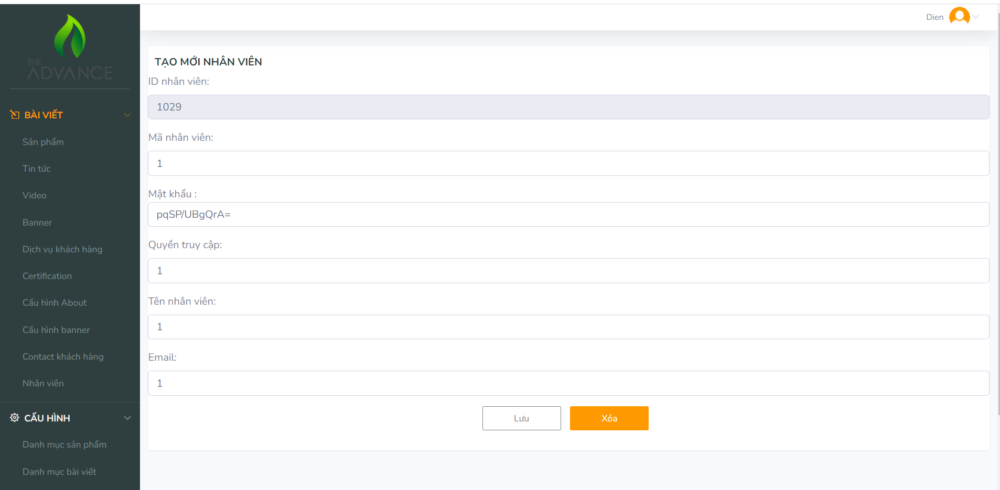 THE
ADVANCE
BÀI VIẾT
Sản phẩm
Tin tức
Video
Banner
Dịch vụ khách hàng
Certification
Cấu hình About
Cấu hình banner
Contact khách hàng
Nhân viên
CẤU HÌNH
Danh mục sản phẩm
Danh mục bài viết
Dien
TẠO MỚI NHÂN VIÊN
ID nhân viên:
1029
Mã nhân viên:
1
Mật khẩu :
pqSP/UBgQrA=
Quyền truy cập:
1
Tên nhân viên:
1
Email:
1
Lưu
Xóa